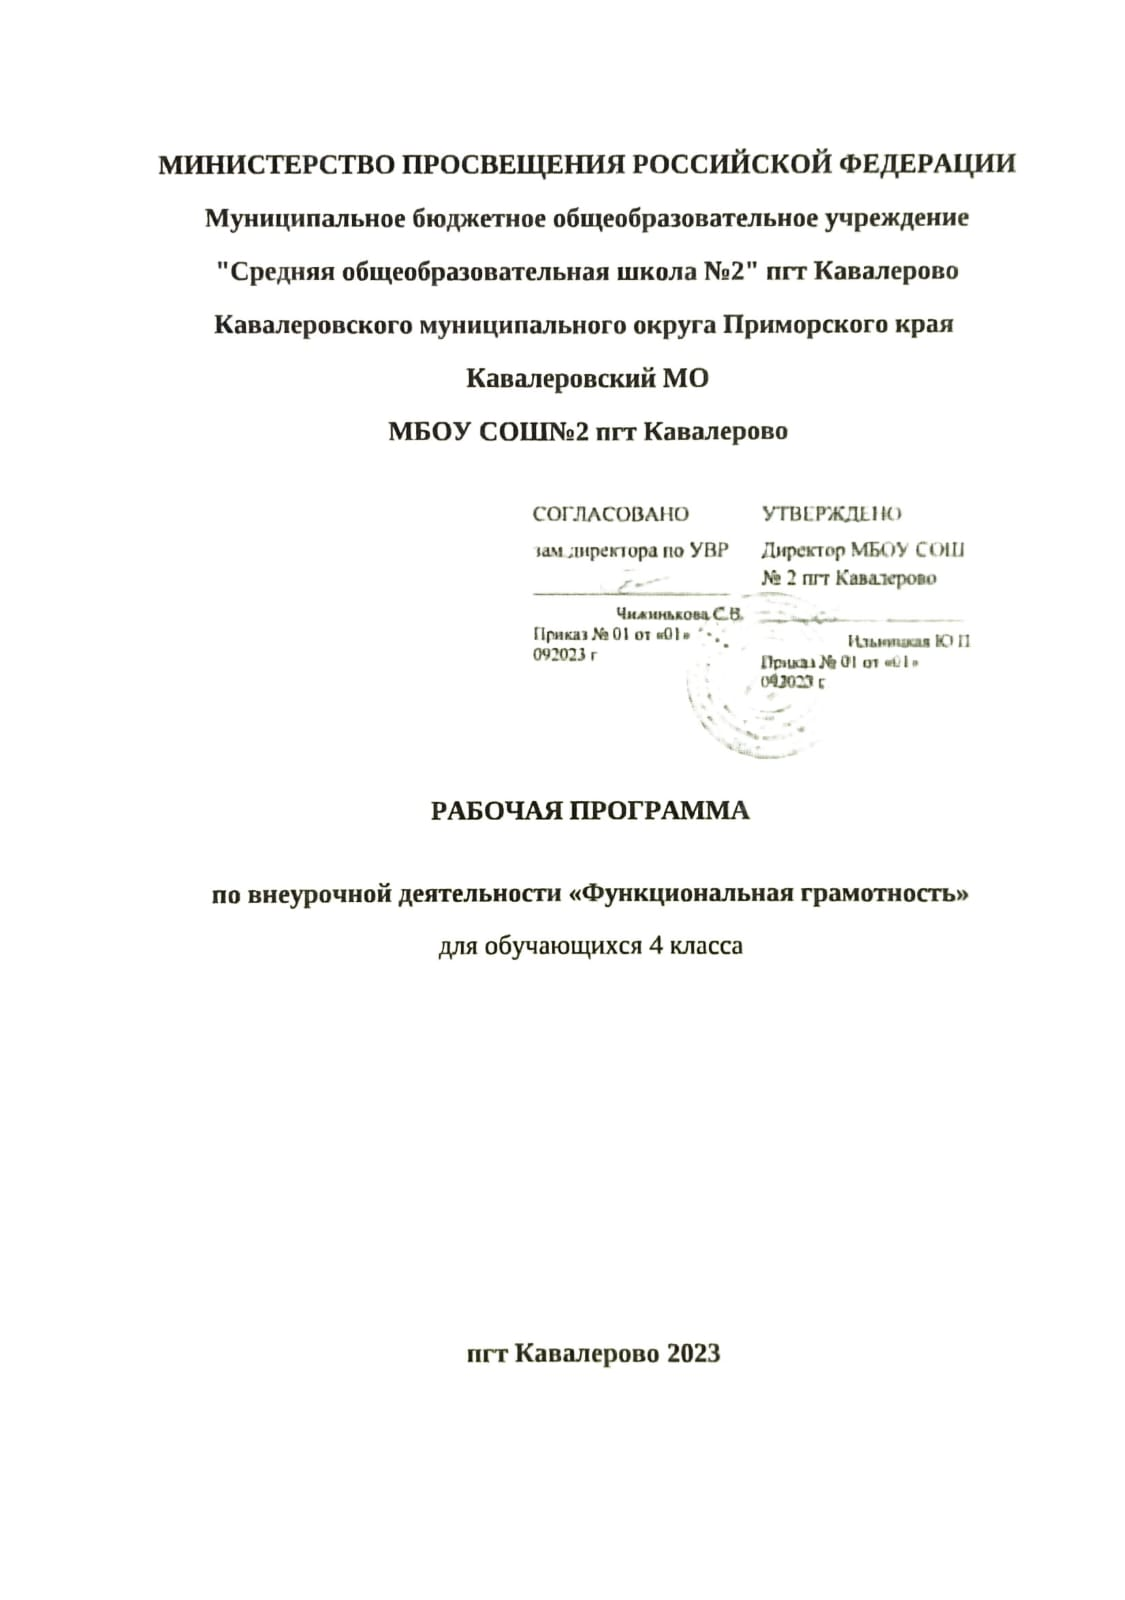 МИНИСТЕРСТВО ПРОСВЕЩЕНИЯ РОССИЙСКОЙ ФЕДЕРАЦИИ
Муниципальное бюджетное общеобразовательное учреждение
"Средняя общеобразовательная школа №2" пгт Кавалерово
Кавалеровского муниципального округа Приморского края
Кавалеровский МО
МБОУ СОШ№2 пгт Кавалерово
СОГЛАСОВАНО
зам.директора по УВР
Чижинькова С.В.
Приказ № 01 от «01»
092023 г
УТВЕРЖДЕНО
Директор МБОУ СОШ
№ 2 пгт Кавалерово
Ильницкая Ю П
Приказ № 01 от «01»
092023 г
РАБОЧАЯ ПРОГРАММА
по внеурочной деятельности «Функциональная грамотность»
для обучающихся 4 класса
пгт Кавалерово 2023